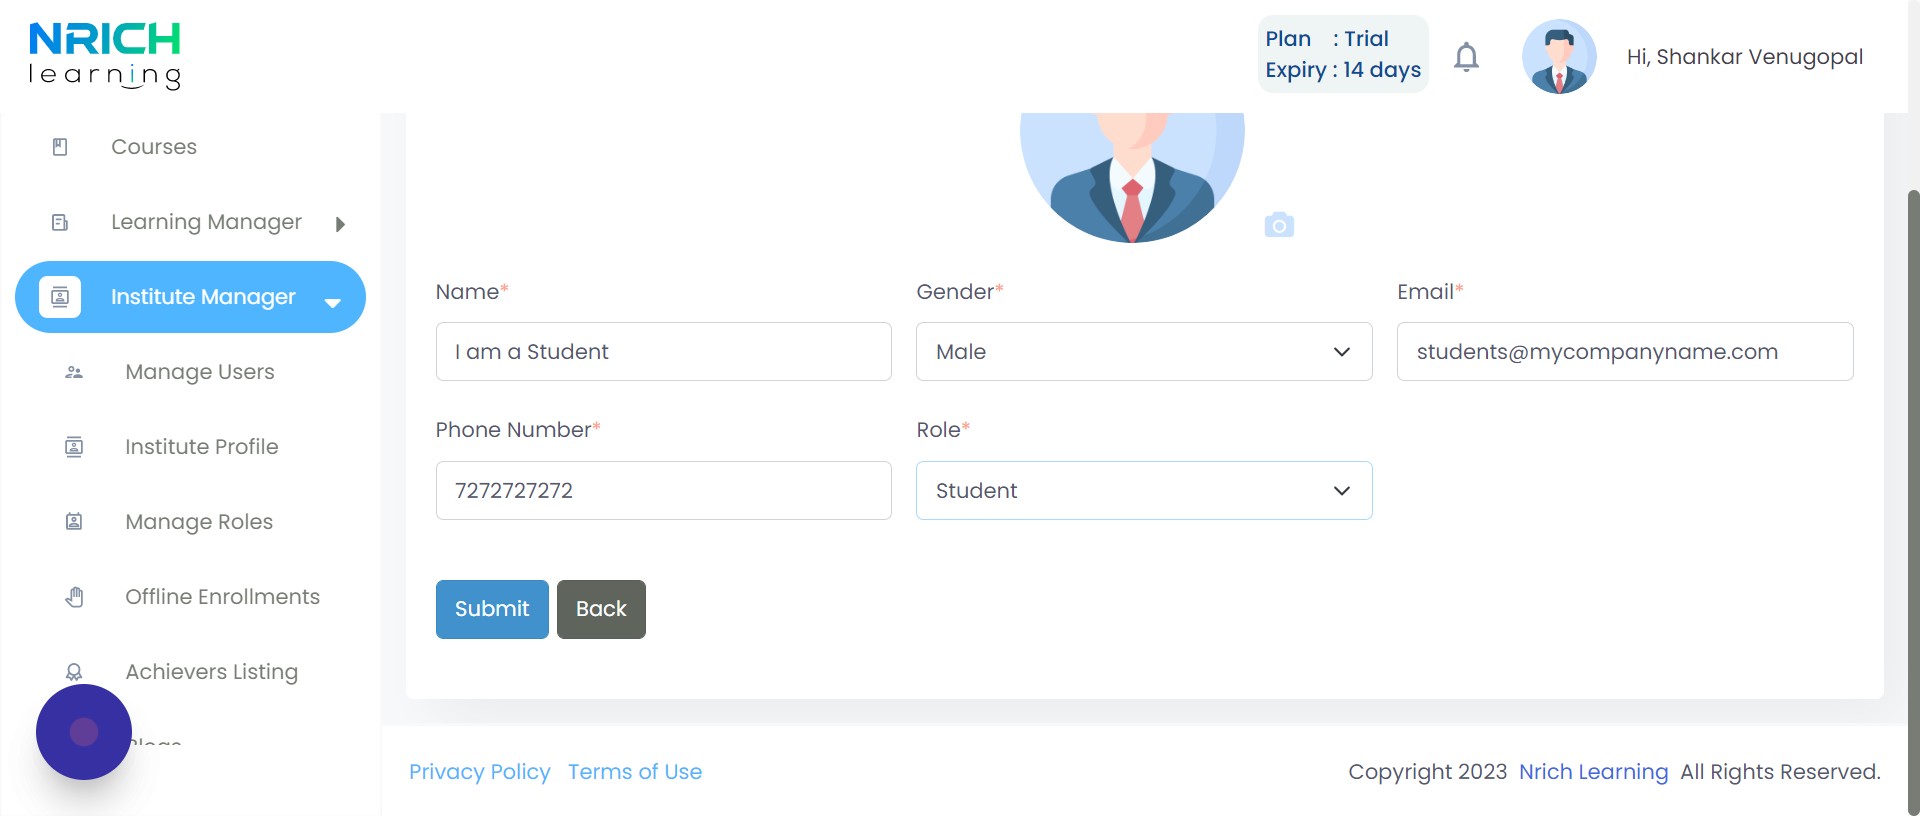 NRICH
learning
Plan : Trial
Expiry : 14 days
Hi, Shankar Venugopal
Courses
Learning Manager
Institute Manager
Manage Users
Institute Profile
Manage Roles
Offline Enrollments
Achievers Listing
Name*
Gender*
Email*
I am a Student
Male
students@mycompanyname.com
Phone Number*
Role*
7272727272
Student
Submit
Back
Privacy Policy
Terms of Use
Copyright 2023 Nrich Learning All Rights Reserved.